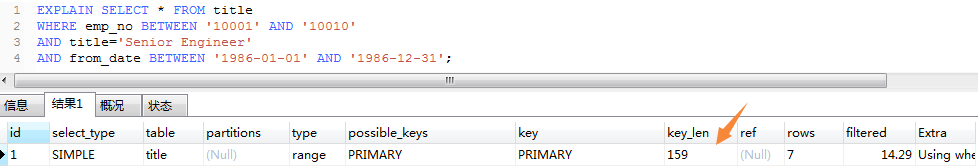 1 EXPLAIN SELECT * FROM title
2 WHERE emp_no BETWEEN '10001' AND '10010'
3 AND title='Senior Engineer'
4 AND from_date BETWEEN '1986-01-01' AND '1986-12-31';
信息 结果1 概况 状态
id select_type table partitions type possible_keys key key_len ref rows filtered Extra
1 SIMPLE title (Null) range PRIMARY PRIMARY 159 (Null) 7 14.29 Using whe